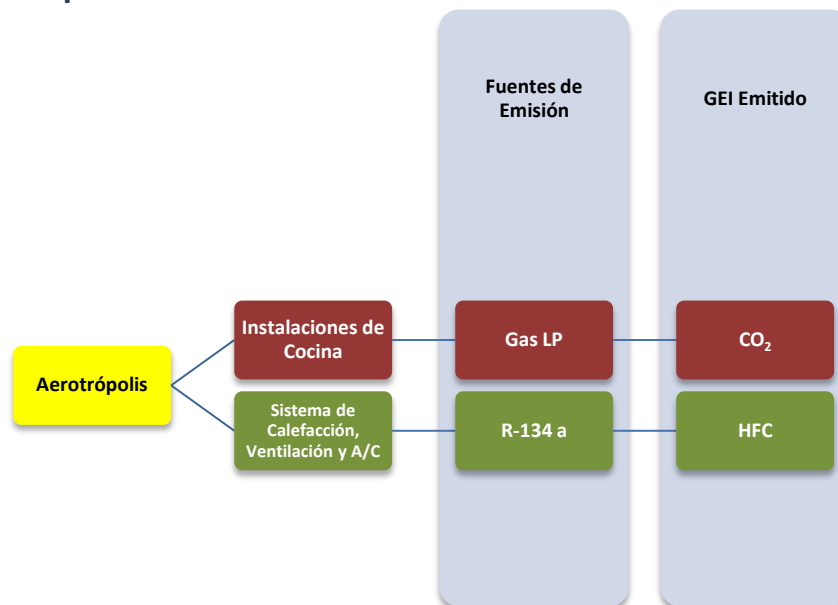 Fuentes de
Emisión
GEI Emitido
Instalaciones de
Cocina
Gas LP
CO₂
Aerotrópolis
Sistema de
Calefacción,
Ventilación y A/C
R-134 a
HFC